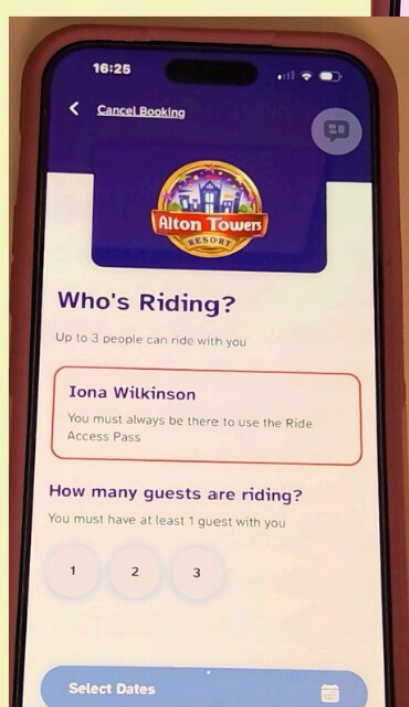 16:25
Cancel Booking
Alton Towers
RESORT
Who's Riding?
Up to 3 people can ride with you
Iona Wilkinson
You must always be there to use the Ride
Access Pass
How many guests are riding?
You must have at least 1 guest with you
1 2 3
Select Dates